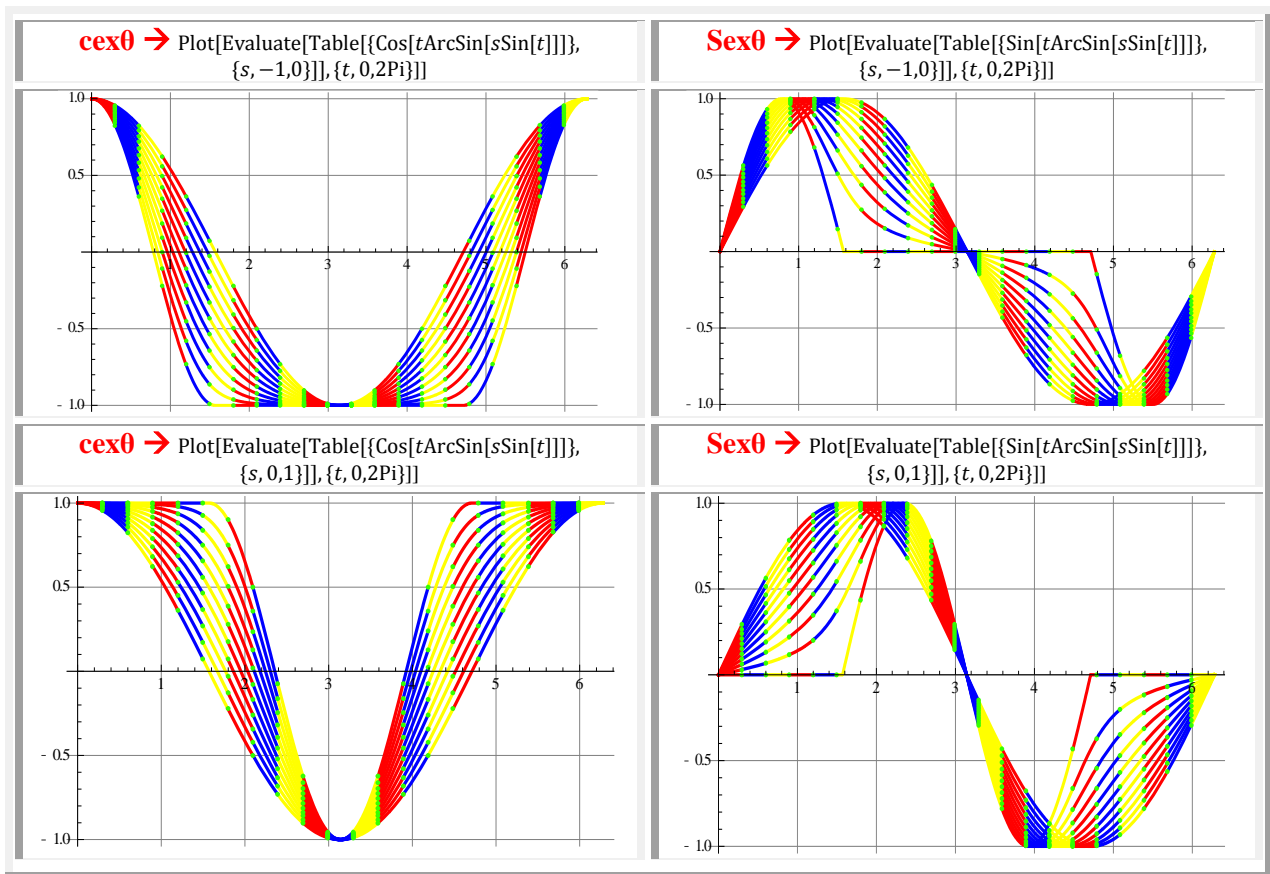 cexθ → Plot[Evaluate[Table[{Cos[tArcSin[sSin[t]]]},
{s, −1,0}]], {t, 0,2Pi}]]
Sexθ → Plot[Evaluate[Table[{Sin[tArcSin[sSin[t]]]},
{s, −1,0}]], {t, 0,2Pi}]]
1.0
0.5
1 2 3 4 5 6
- 0.5
- 1.0
1.0
0.5
1 2 3 4 5 6
- 0.5
- 1.0
cexθ → Plot[Evaluate[Table[{Cos[tArcSin[sSin[t]]]},
{s, 0,1}]], {t, 0,2Pi}]]
Sexθ → Plot[Evaluate[Table[{Sin[tArcSin[sSin[t]]]},
{s, 0,1}]], {t, 0,2Pi}]]
1.0
0.5
1 2 3 4 5 6
- 0.5
- 1.0
1.0
0.5
1 2 3 4 5 6
- 0.5
- 1.0